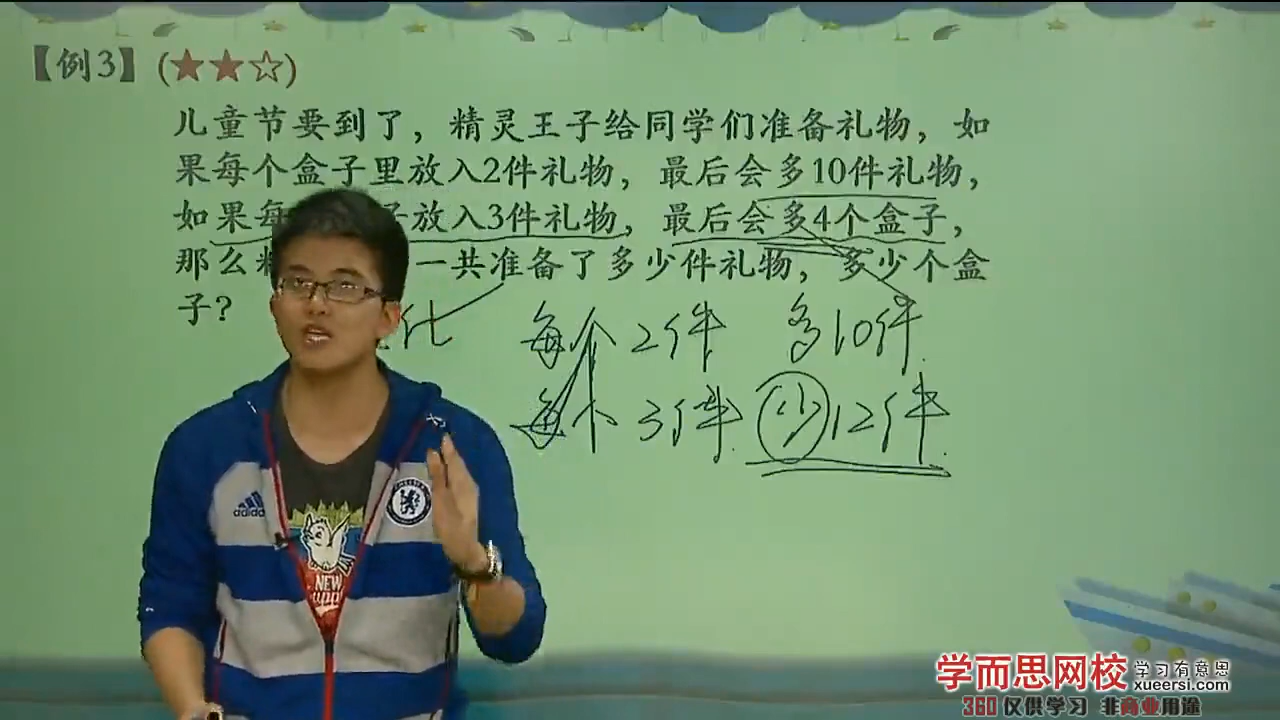 【例3】(★★☆)
儿童节要到了，精灵王子给同学们准备礼物，如
果每个盒子里放入2件礼物，最后会多10件礼物，
如果每 子放入3件礼物，最后会多4个盒子，
那么 一共准备了多少件礼物，多少个盒
子？
化 每个2件 多10件
每个3件 少12件
adidas
CHELSEA
NEW
学而思网校 学习有意思
xueersi.com
360 仅供学习 非商业用途